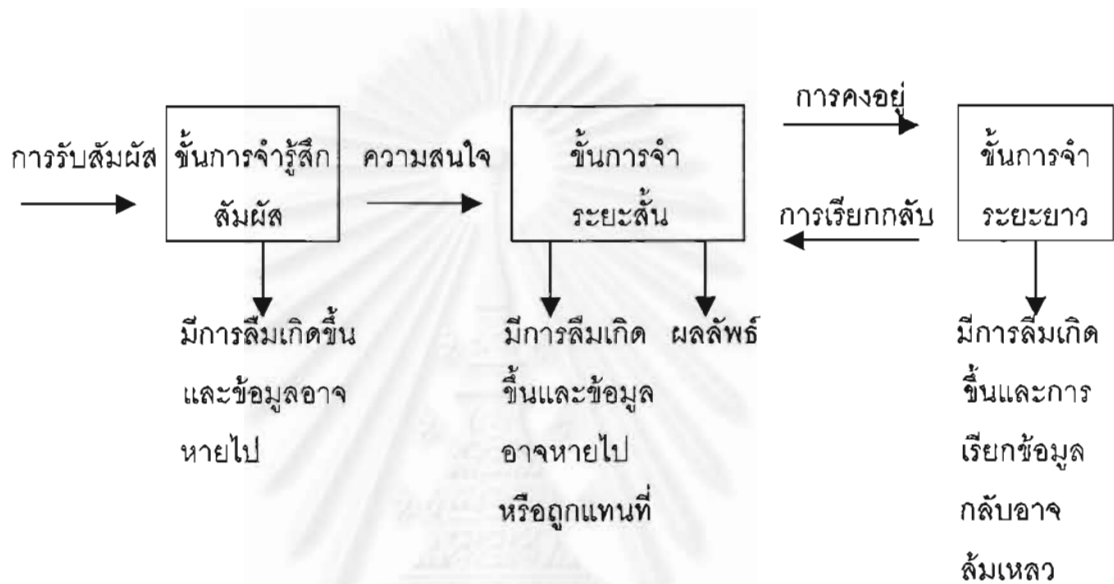 การรับสัมผัส
ขั้นการจำรู้สึก
สัมผัส
ความสนใจ
ขั้นการจำ
ระยะสั้น
การคงอยู่
การเรียกกลับ
ขั้นการจำ
ระยะยาว
มีการลืมเกิดขึ้น
และข้อมูลอาจ
หายไป
มีการลืมเกิด
ขึ้นและข้อมูล
อาจหายไป
หรือถูกแทนที่
ผลลัพธ์
มีการลืมเกิด
ขึ้นและการ
เรียกข้อมูล
กลับอาจ
ล้มเหลว